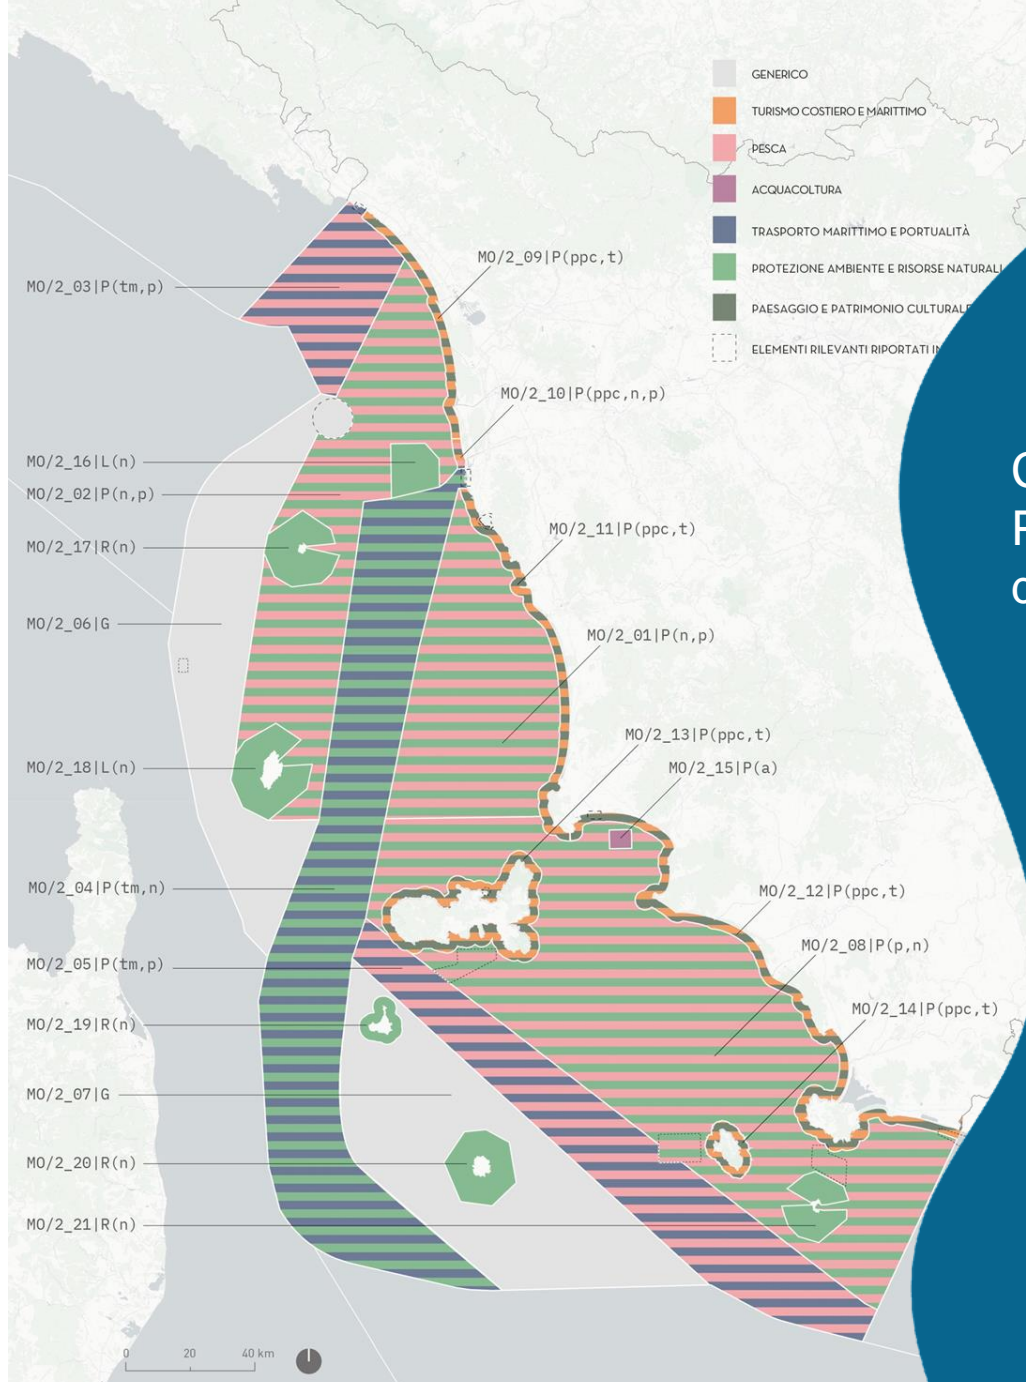 GENERICO
TURISMO COSTIERO E MARITTIMO
PESCA
ACQUACOLTURA
TRASPORTO MARITTIMO E PORTUALITÀ
PROTEZIONE AMBIENTE E RISORSE NATURALI
PAESAGGIO E PATRIMONIO CULTURALE
ELEMENTI RILEVANTI RIPORTATI
MO/2_09|P(ppc,t)
MO/2_03|P(tm,p)
MO/2_10|P(ppc,n,p)
MO/2_16|L(n)
MO/2_02|P(n,p)
MO/2_11|P(ppc,t)
MO/2_17|R(n)
MO/2_06|G
MO/2_01|P(n,p)
MO/2_13|P(ppc,t)
MO/2_15|P(a)
MO/2_18|L(n)
MO/2_04|P(tm,n)
MO/2_12|P(ppc,t)
MO/2_08|P(p,n)
MO/2_05|P(tm,p)
MO/2_14|P(ppc,t)
MO/2_19|R(n)
MO/2_07|G
MO/2_20|R(n)
MO/2_21|R(n)
0 20 40 km